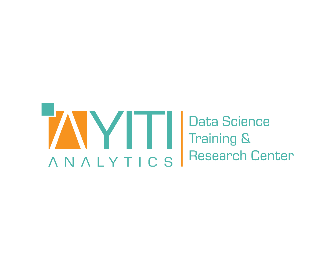 AYITI
ANALYTICS
Data Science
Training &
Research Center